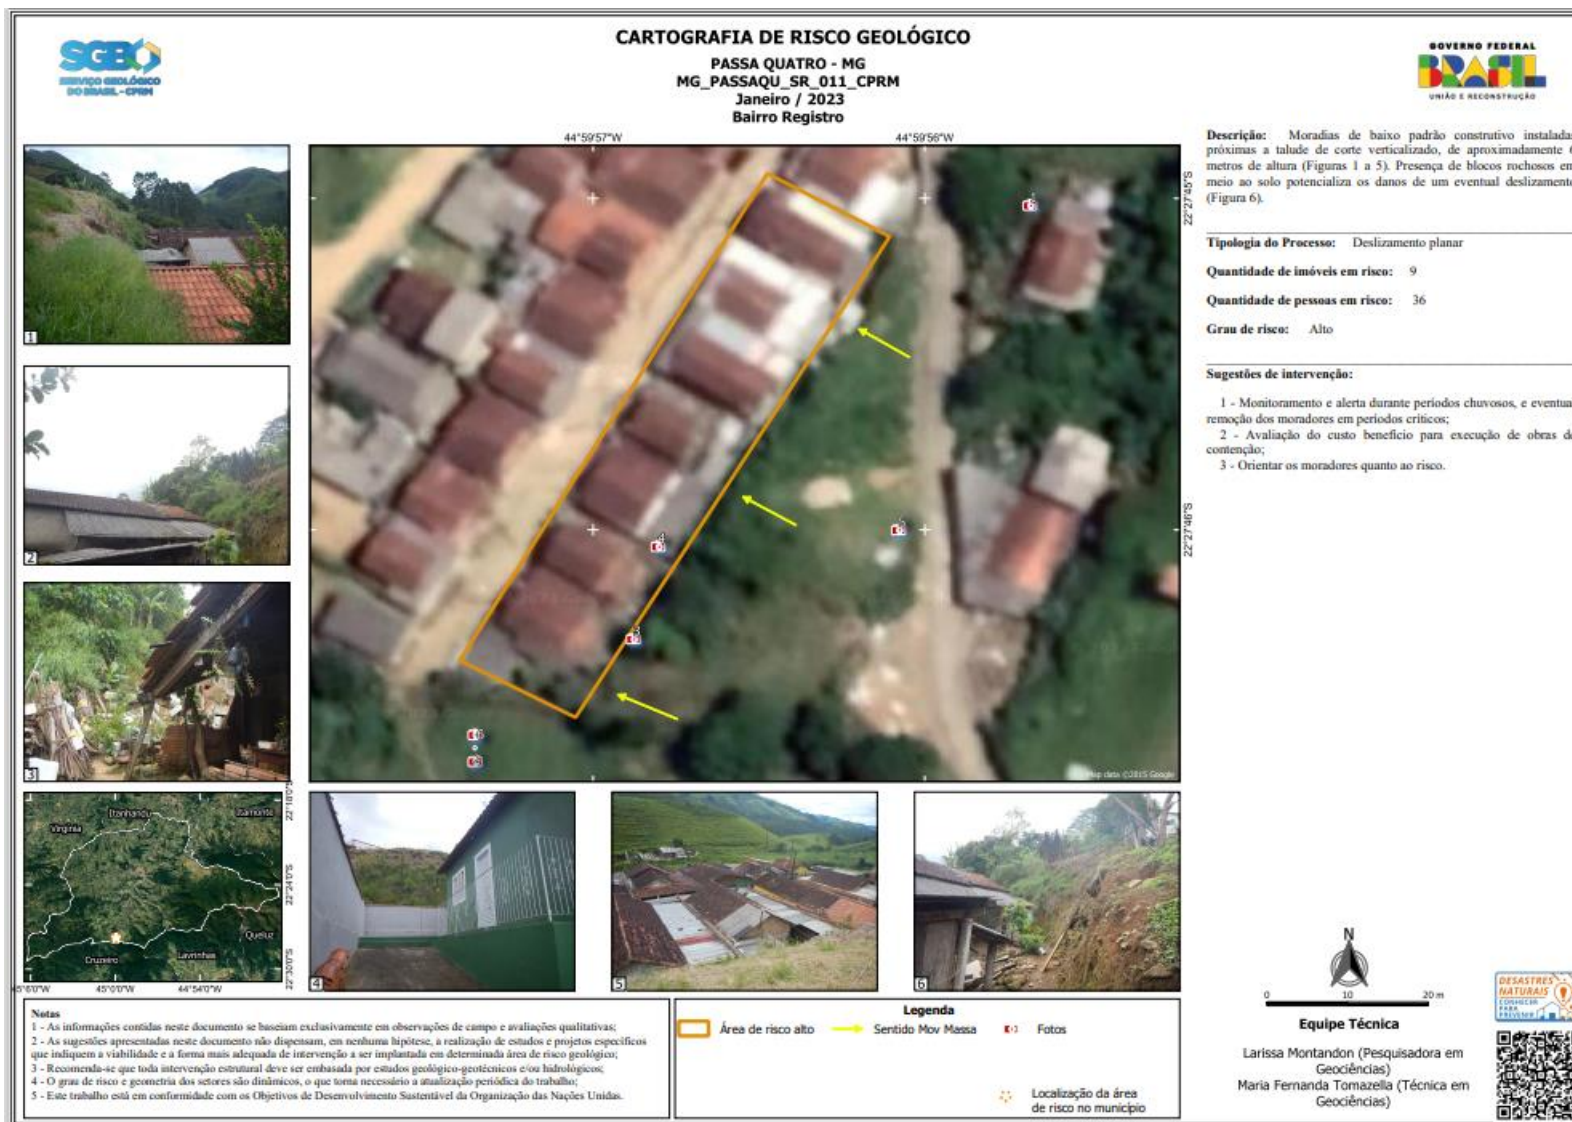 SGB
SERVIÇO GEOLÓGICO
DO BRASIL - CPRM
CARTOGRAFIA DE RISCO GEOLÓGICO
PASSA QUATRO - MG
MG_PASSAQU_SR_011_CPRM
Janeiro / 2023
Bairro Registro
GOVERNO FEDERAL
BRASIL
UNIÃO E RECONSTRUÇÃO
44°59'57"W
44°59'56"W
22°27'45"S
22°27'46"S
1
2
3
4
5
6
4
Map data ©2015 Google
Descrição: Moradias de baixo padrão construtivo instaladas
próximas a talude de corte verticalizado, de aproximadamente 6
metros de altura (Figuras 1 a 5). Presença de blocos rochosos em
meio ao solo potencializa os danos de um eventual deslizamento
(Figura 6).
Tipologia do Processo: Deslizamento planar
Quantidade de imóveis em risco: 9
Quantidade de pessoas em risco: 36
Grau de risco: Alto
Sugestões de intervenção:
1 - Monitoramento e alerta durante períodos chuvosos, e eventual
remoção dos moradores em períodos críticos;
2 - Avaliação do custo benefício para execução de obras de
contenção;
3 - Orientar os moradores quanto ao risco.
Virgínia
Itanhandu
Itamonte
Queluz
Cruzeiro
Lavrinhas
22°18'0"S
22°24'0"S
22°30'0"S
45°6'0"W
45°0'0"W
44°54'0"W
Notas
1 - As informações contidas neste documento se baseiam exclusivamente em observações de campo e avaliações qualitativas;
2 - As sugestões apresentadas neste documento não dispensam, em nenhuma hipótese, a realização de estudos e projetos específicos
que indiquem a viabilidade e a forma mais adequada de intervenção a ser implantada em determinada área de risco geológico;
3 - Recomenda-se que toda intervenção estrutural deve ser embasada por estudos geológico-geotécnicos e/ou hidrológicos;
4 - O grau de risco e geometria dos setores são dinâmicos, o que torna necessário a atualização periódica do trabalho;
5 - Este trabalho está em conformidade com os Objetivos de Desenvolvimento Sustentável da Organização das Nações Unidas.
Legenda
Área de risco alto
Sentido Mov Massa
Fotos
Localização da área
de risco no município
N
0 10 20 m
Equipe Técnica
Larissa Montandon (Pesquisadora em
Geociências)
Maria Fernanda Tomazella (Técnica em
Geociências)
DESASTRES
NATURAIS
CONHECER
PARA
PREVENIR